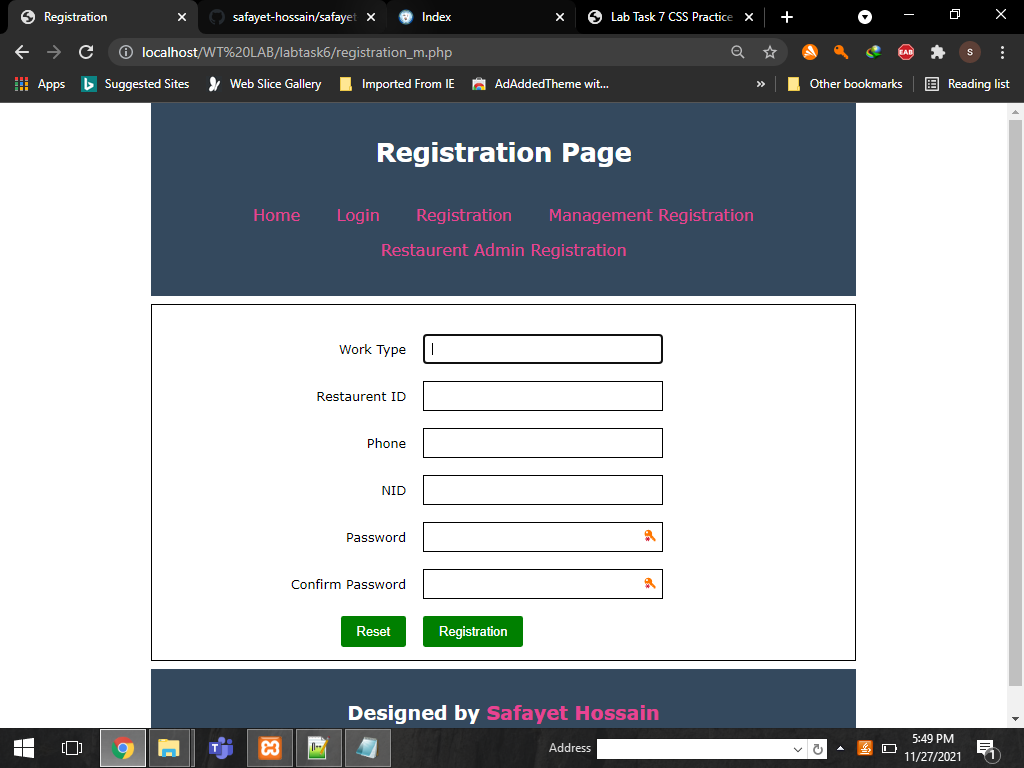 Registration
safayet-hossain/safayet
Index
Lab Task 7 CSS Practice
localhost/WT%20LAB/labtask6/registration_m.php
EAB
S
Apps
Suggested Sites
Web Slice Gallery
Imported From IE
AdAddedTheme wit...
»
Other bookmarks
Reading list
Registration Page
Home Login Registration Management Registration
Restaurent Admin Registration
Work Type
Restaurent ID
Phone
NID
Password
Confirm Password
Reset Registration
Designed by Safayet Hossain
Address
5:49 PM
11/27/2021
1